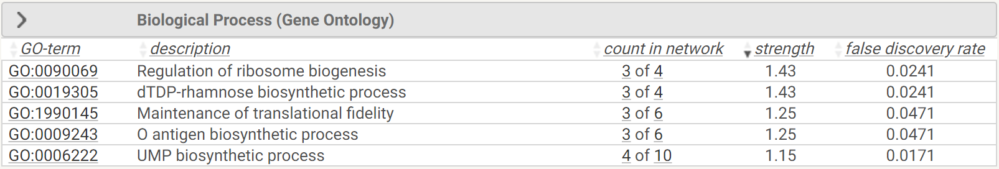 Biological Process (Gene Ontology)
GO-term description count in network strength false discovery rate
GO:0090069 Regulation of ribosome biogenesis 3 of 4 1.43 0.0241
GO:0019305 dTDP-rhamnose biosynthetic process 3 of 4 1.43 0.0241
GO:1990145 Maintenance of translational fidelity 3 of 6 1.25 0.0471
GO:0009243 O antigen biosynthetic process 3 of 6 1.25 0.0471
GO:0006222 UMP biosynthetic process 4 of 10 1.15 0.0171